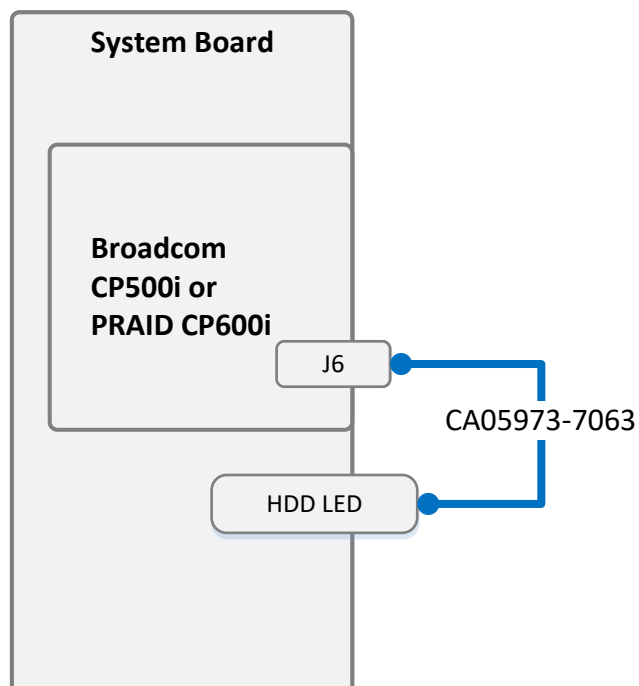 System Board
Broadcom
CP500i or
PRAID CP600i
J6
CA05973-7063
HDD LED